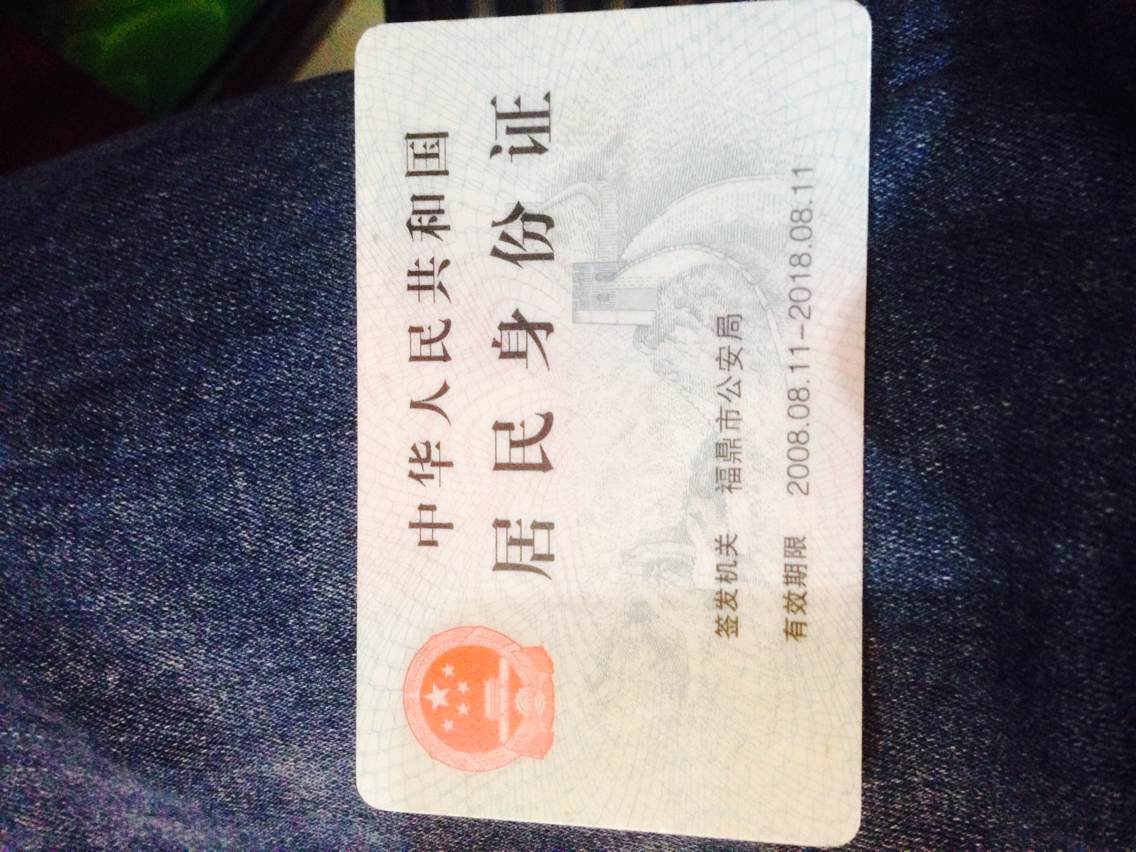 中华人民共和国
居民身份证
签发机关 福鼎市公安局
有效期限 2008.08.11-2018.08.11